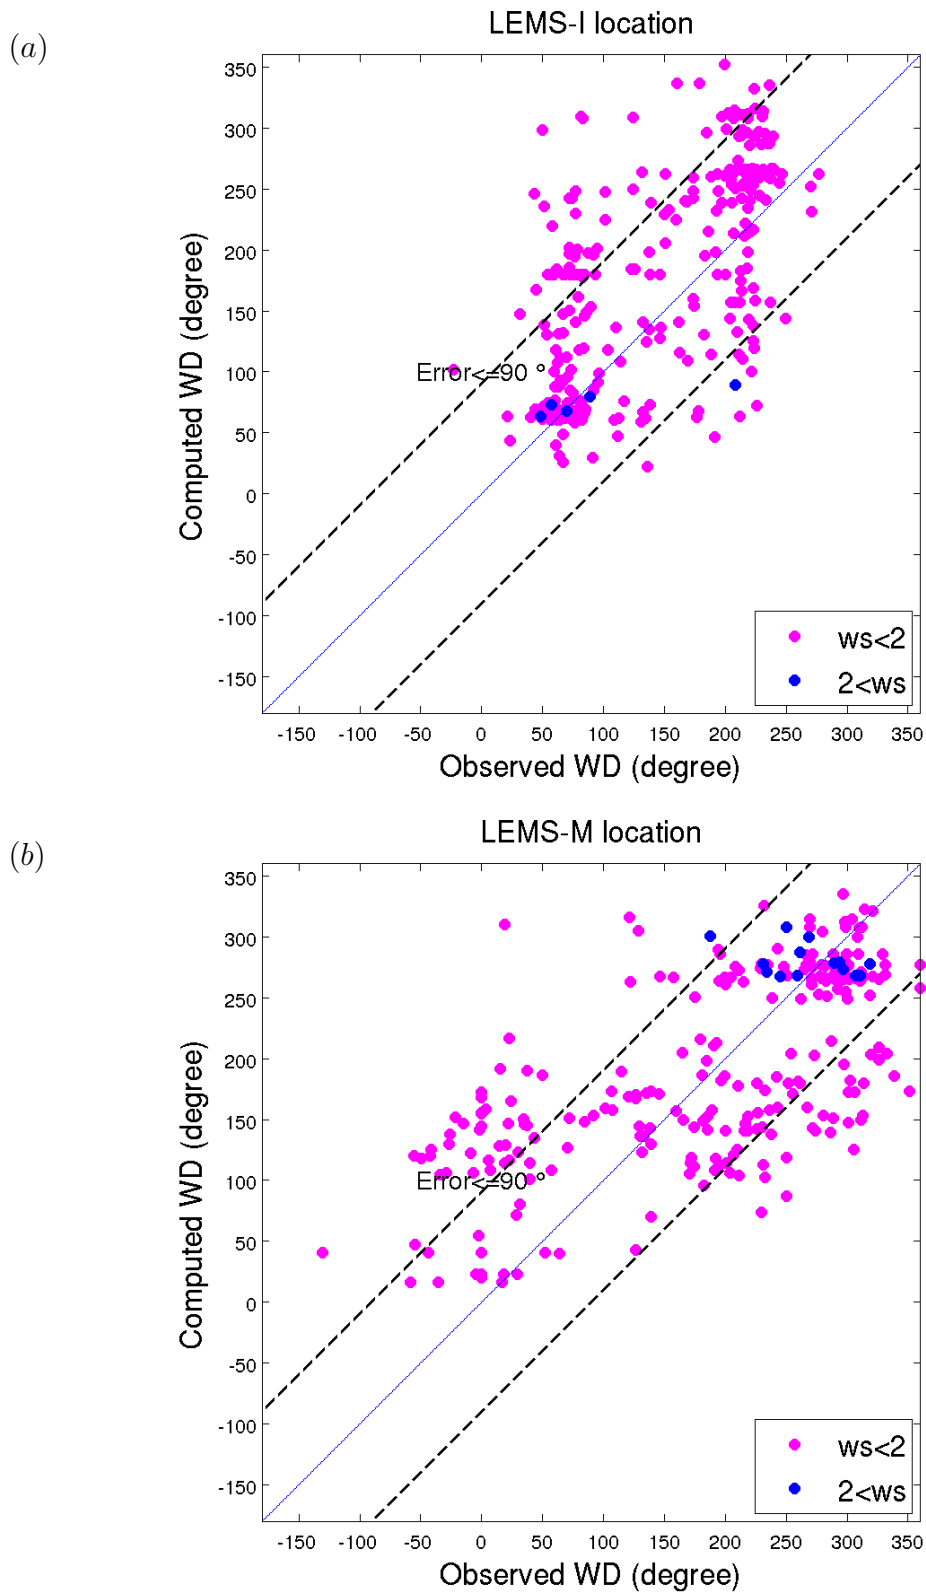 (a)
LEMS-I location
350
300
250
200
150
100
50
0
-50
-100
-150
Computed WD (degree)
Error<=90 °
ws<2
2<ws
-150 -100 -50 0 50 100 150 200 250 300 350
Observed WD (degree)
(b)
LEMS-M location
350
300
250
200
150
100
50
0
-50
-100
-150
Computed WD (degree)
Error<=90 °
ws<2
2<ws
-150 -100 -50 0 50 100 150 200 250 300 350
Observed WD (degree)